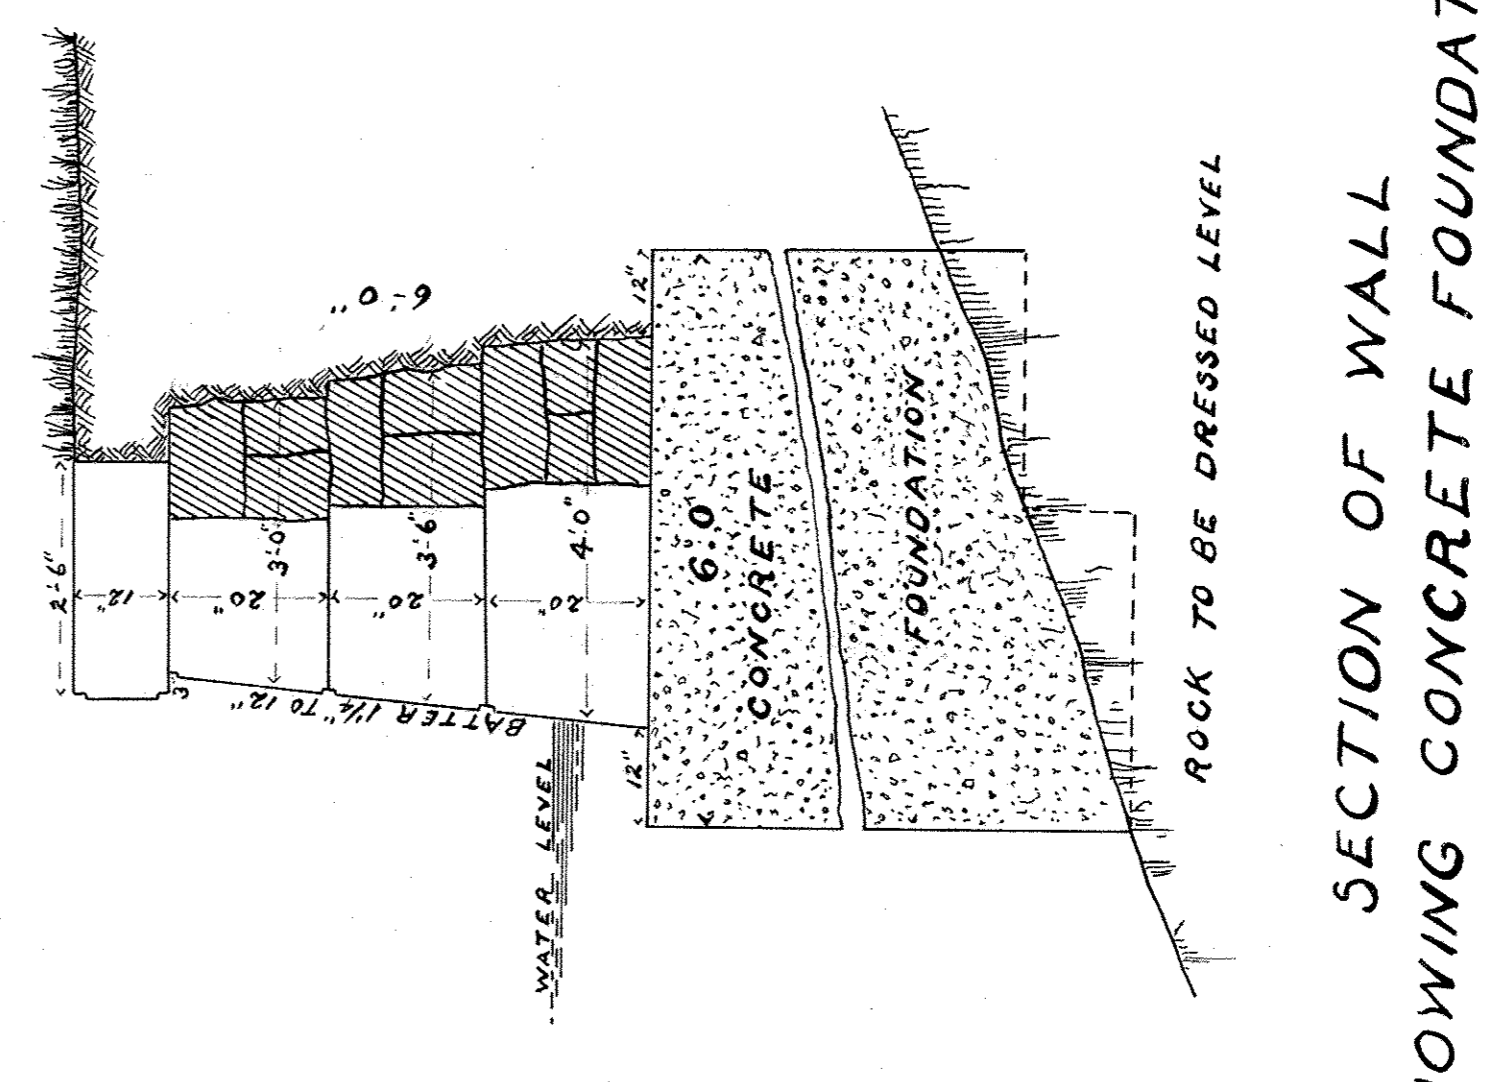 2'-6"
12"
3
20"
3'-0"
20"
3'-6"
6'-0"
20"
4'-0"
BATTER 1¼" TO 12"
WATER LEVEL
12"
12"
6'-0
CONCRETE
FOUNDATION
ROCK TO BE DRESSED LEVEL
SECTION OF WALL
OWING CONCRETE FOUNDAT